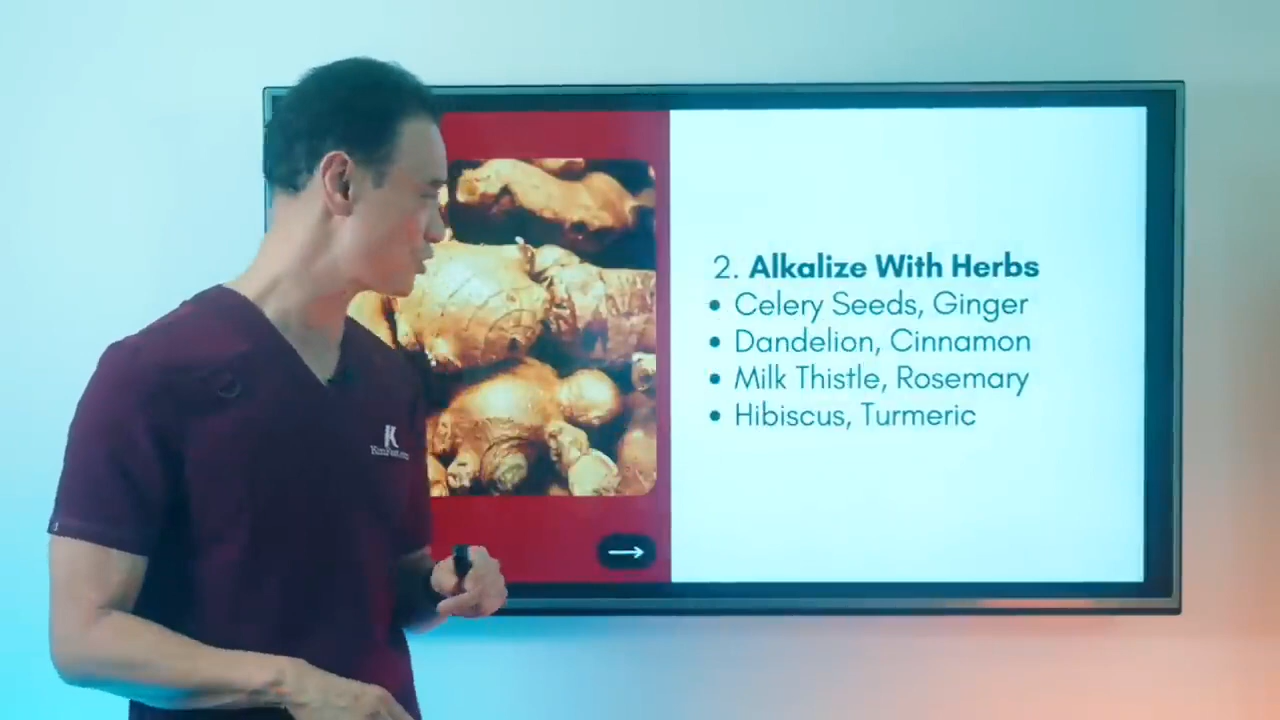 2. Alkalize With Herbs
• Celery Seeds, Ginger
• Dandelion, Cinnamon
• Milk Thistle, Rosemary
• Hibiscus, Turmeric
K